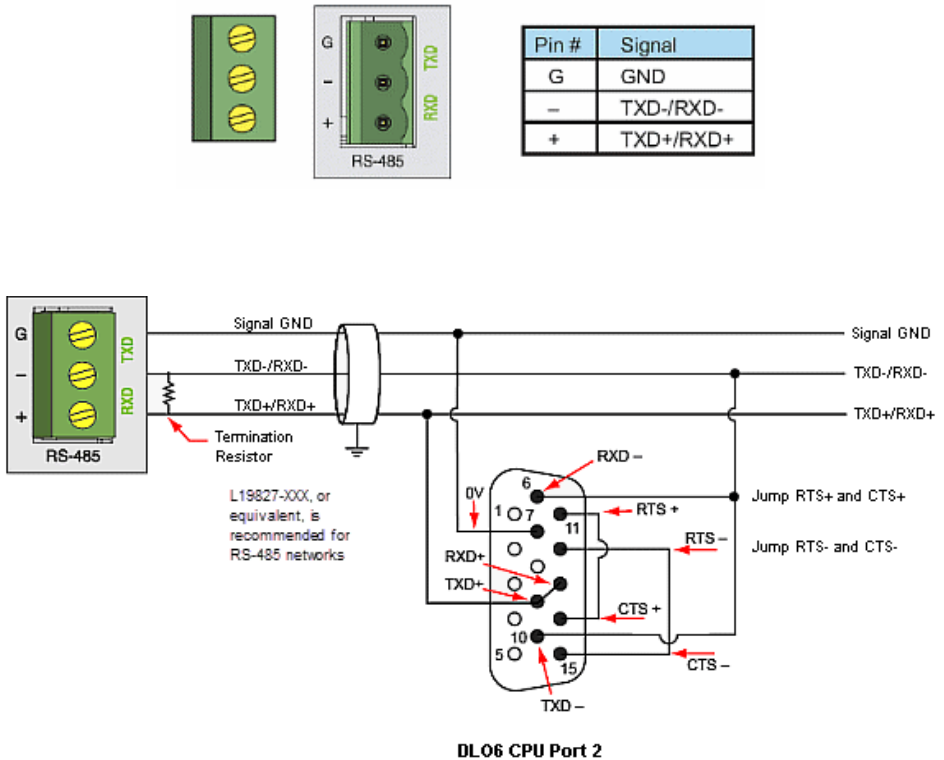 G
-
+
TXD
RXD
RS-485
Pin # Signal
G GND
– TXD-/RXD-
+ TXD+/RXD+
G
-
+
TXD
RXD
RS-485
Signal GND
TXD-/RXD-
TXD+/RXD+
Signal GND
TXD-/RXD-
TXD+/RXD+
Termination
Resistor
L19827-XXX, or
equivalent, is
recommended for
RS-485 networks
RXD –
6
0V
1
7
11
RTS +
Jump RTS+ and CTS+
RTS –
Jump RTS- and CTS-
RXD+
TXD+
CTS +
10
5
15
CTS –
TXD –
DL06 CPU Port 2